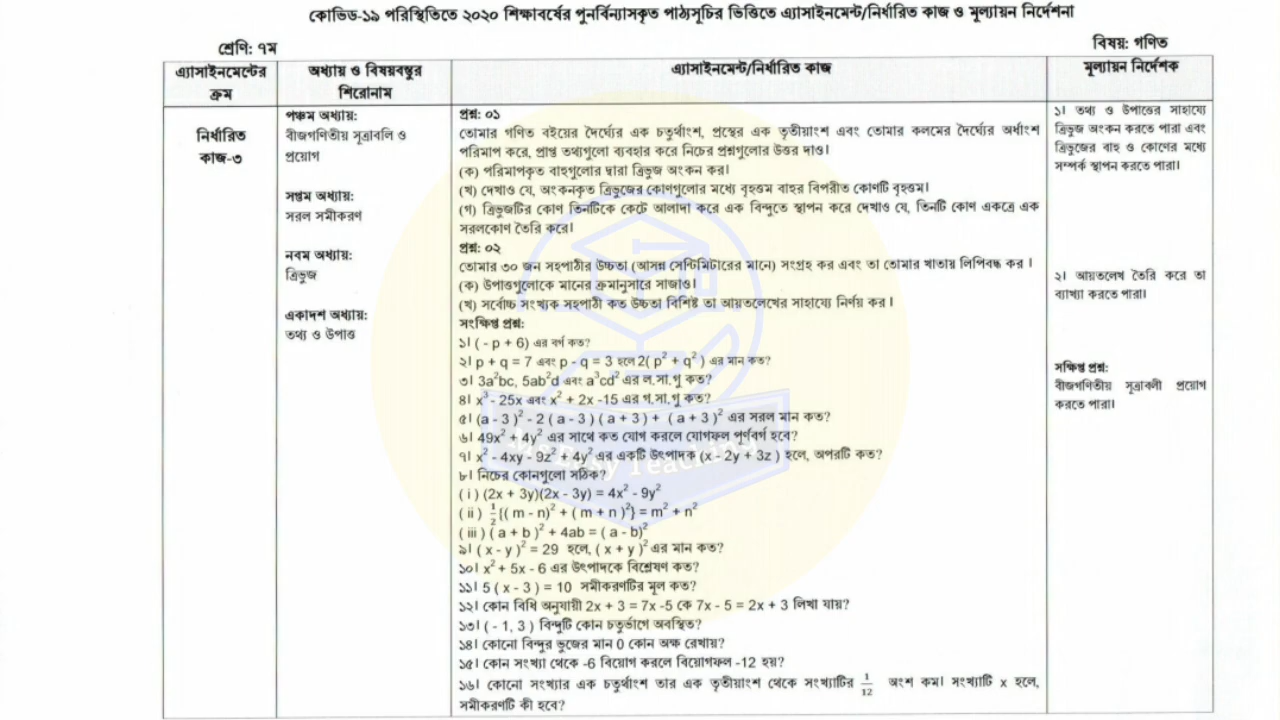 কোভিড-১৯ পরিস্থিতিতে ২০২০ শিক্ষাবর্ষের পুনর্বিন্যাসকৃত পাঠ্যসূচির ভিত্তিতে এ্যাসাইনমেন্ট/নির্ধারিত কাজ ও মূল্যায়ন নির্দেশনা
শ্রেণি: ৭ম
বিষয়: গণিত
এ্যাসাইনমেন্টের
ক্রম
অধ্যায় ও বিষয়বস্তুর
শিরোনাম
এ্যাসাইনমেন্ট/নির্ধারিত কাজ
মূল্যায়ন নির্দেশক
নির্ধারিত
কাজ-৩
পঞ্চম অধ্যায়:
বীজগণিতীয় সূত্রাবলি ও
প্রয়োগ
সপ্তম অধ্যায়:
সরল সমীকরণ
নবম অধ্যায়:
ত্রিভুজ
একাদশ অধ্যায়:
তথ্য ও উপাত্ত
প্রশ্ন: ০১
তোমার গণিত বইয়ের দৈর্ঘ্যের এক চতুর্থাংশ, প্রস্থের এক তৃতীয়াংশ এবং তোমার কলমের দৈর্ঘ্যের অর্ধাংশ
পরিমাপ করে, প্রাপ্ত তথ্যগুলো ব্যবহার করে নিচের প্রশ্নগুলোর উত্তর দাও।
(ক) পরিমাপকৃত বাহুগুলোর দ্বারা ত্রিভুজ অংকন কর।
(খ) দেখাও যে, অংকনকৃত ত্রিভুজের কোণগুলোর মধ্যে বৃহত্তম বাহুর বিপরীত কোণটি বৃহত্তম।
(গ) ত্রিভুজটির কোণ তিনটিকে কেটে আলাদা করে এক বিন্দুতে স্থাপন করে দেখাও যে, তিনটি কোণ একত্রে এক
সরলকোণ তৈরি করে।
প্রশ্ন: ০২
তোমার ৩০ জন সহপাঠীর উচ্চতা (আসন্ন সেন্টিমিটারের মানে) সংগ্রহ কর এবং তা তোমার খাতায় লিপিবদ্ধ কর ।
(ক) উপাত্তগুলোকে মানের ক্রমানুসারে সাজাও।
(খ) সর্বোচ্চ সংখ্যক সহপাঠী কত উচ্চতা বিশিষ্ট তা আয়তলেখের সাহায্যে নির্ণয় কর ।
সংক্ষিপ্ত প্রশ্ন:
১। ( - p + 6) এর বর্গ কত?
২। p + q = 7 এবং p - q = 3 হলে 2( p² + q² ) এর মান কত?
৩। 3a²bc, 5ab²d এবং a³cd² এর ল.সা.গু কত?
৪। x³ - 25x এবং x² + 2x -15 এর গ.সা.গু কত?
৫। (a - 3 )² - 2 ( a - 3 ) ( a + 3 ) + ( a + 3 )² এর সরল মান কত?
৬। 49x² + 4y² এর সাথে কত যোগ করলে যোগফল পূর্ণবর্গ হবে?
৭। x² - 4xy - 9z² + 4y² এর একটি উৎপাদক (x - 2y + 3z ) হলে, অপরটি কত?
৮। নিচের কোনগুলো সঠিক?
( i ) (2x + 3y)(2x - 3y) = 4x² - 9y²
( ii ) ½{( m - n)² + ( m + n )²} = m² + n²
( iii ) ( a + b )² + 4ab = ( a - b)²
৯। ( x - y )² = 29 হলে, ( x + y )² এর মান কত?
১০। x² + 5x - 6 এর উৎপাদকে বিশ্লেষণ কত?
১১। 5 ( x - 3 ) = 10 সমীকরণটির মূল কত?
১২। কোন বিধি অনুযায়ী 2x + 3 = 7x -5 কে 7x - 5 = 2x + 3 লিখা যায়?
১৩। ( - 1, 3 ) বিন্দুটি কোন চতুর্ভাগে অবস্থিত?
১৪। কোনো বিন্দুর ভুজের মান 0 কোন অক্ষ রেখায়?
১৫। কোন সংখ্যা থেকে -6 বিয়োগ করলে বিয়োগফল -12 হয়?
১৬। কোনো সংখ্যার এক চতুর্থাংশ তার এক তৃতীয়াংশ থেকে সংখ্যাটির 1/12 অংশ কম। সংখ্যাটি x হলে,
সমীকরণটি কী হবে?
১। তথ্য ও উপাত্তের সাহায্যে
ত্রিভুজ অংকন করতে পারা এবং
ত্রিভুজের বাহু ও কোণের মধ্যে
সম্পর্ক স্থাপন করতে পারা।
২। আয়তলেখ তৈরি করে তা
ব্যাখ্যা করতে পারা।
সক্ষিপ্ত প্রশ্ন:
বীজগণিতীয় সূত্রাবলী প্রয়োগ
করতে পারা।
Easy Teaching